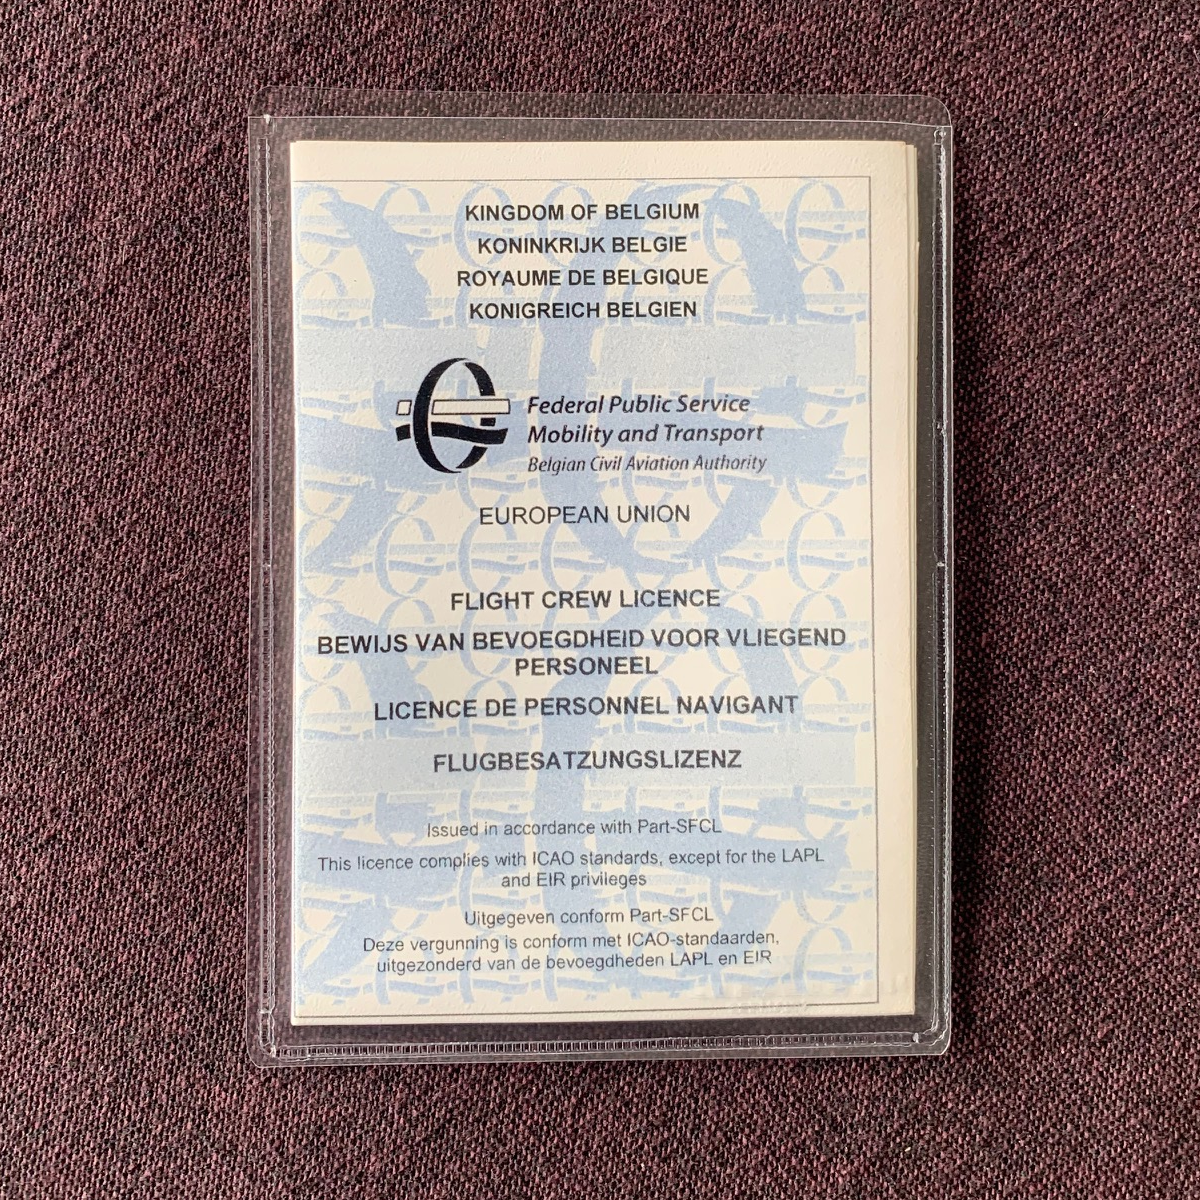 KINGDOM OF BELGIUM
KONINKRIJK BELGIE
ROYAUME DE BELGIQUE
KONIGREICH BELGIEN
Federal Public Service
Mobility and Transport
Belgian Civil Aviation Authority
EUROPEAN UNION
FLIGHT CREW LICENCE
BEWIJS VAN BEVOEGDHEID VOOR VLIEGEND
PERSONEEL
LICENCE DE PERSONNEL NAVIGANT
FLUGBESATZUNGSLIZENZ
Issued in accordance with Part-SFCL
This licence complies with ICAO standards, except for the LAPL
and EIR privileges
Uitgegeven conform Part-SFCL
Deze vergunning is conform met ICAO-standaarden,
uitgezonderd van de bevoegdheden LAPL en EIR